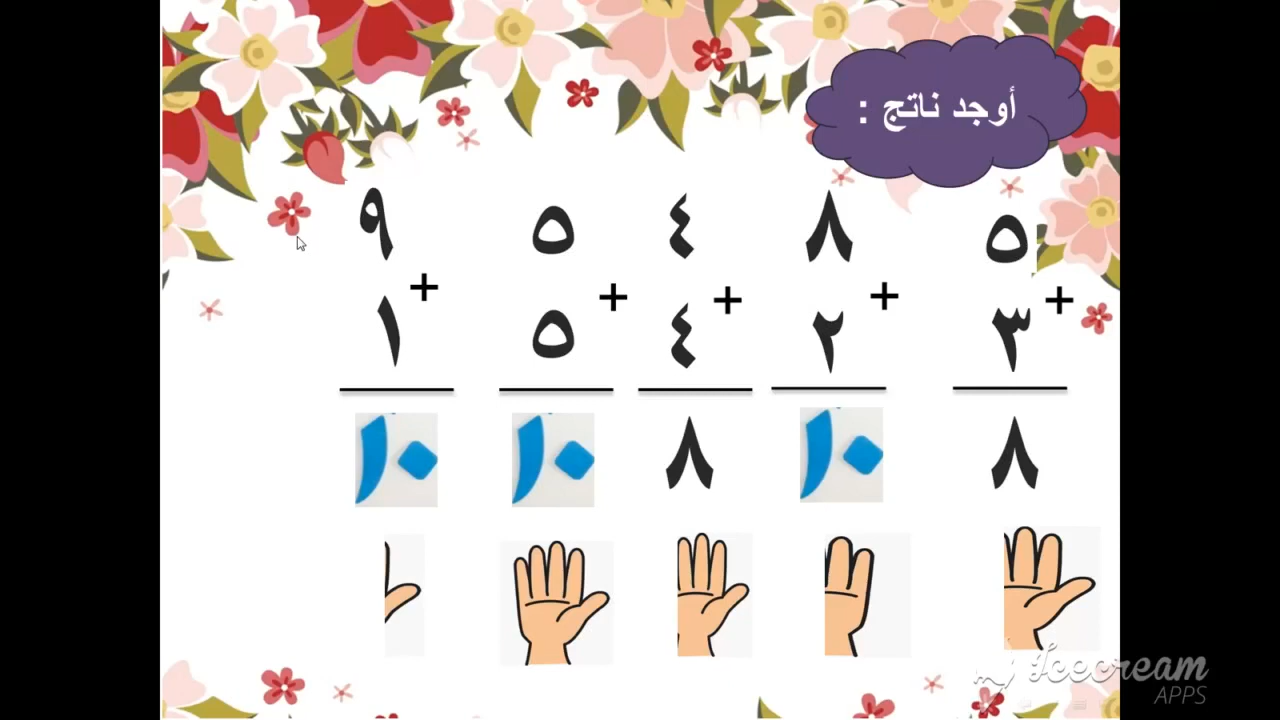 أوجد ناتج :
٥ ٨ ٤ ٥ ٩
+ + + + +
٣ ٢ ٤ ٥ ١
٨ ١٠ ٨ ١٠ ١٠
Icecream
APPS